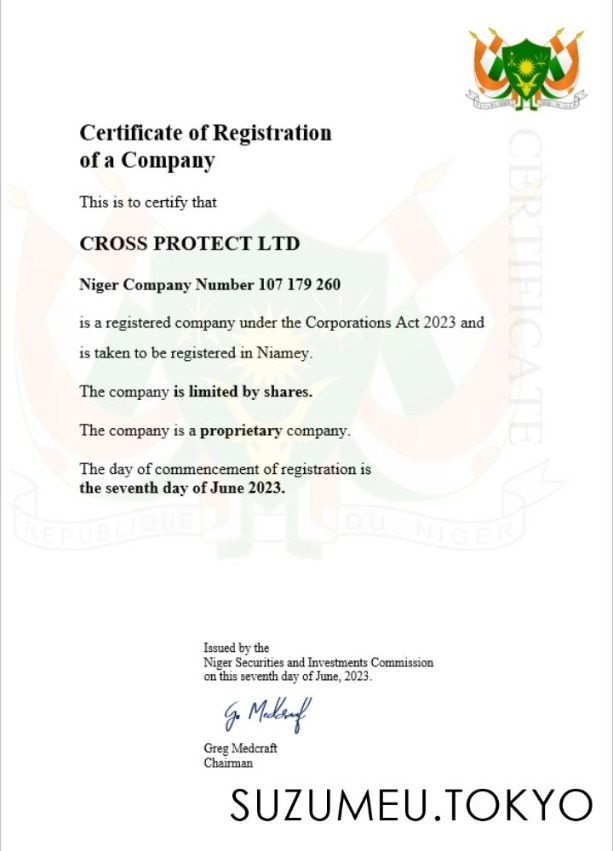 REPUBLIQUE DU NIGER
CERTIFICATE
Certificate of Registration
of a Company
This is to certify that
CROSS PROTECT LTD
Niger Company Number 107 179 260
is a registered company under the Corporations Act 2023 and
is taken to be registered in Niamey.
The company is limited by shares.
The company is a proprietary company.
The day of commencement of registration is
the seventh day of June 2023.
REPUBLIQUE DU NIGER
Issued by the
Niger Securities and Investments Commission
on this seventh day of June, 2023.
G. Medcraft
Greg Medcraft
Chairman
SUZUMEU.TOKYO